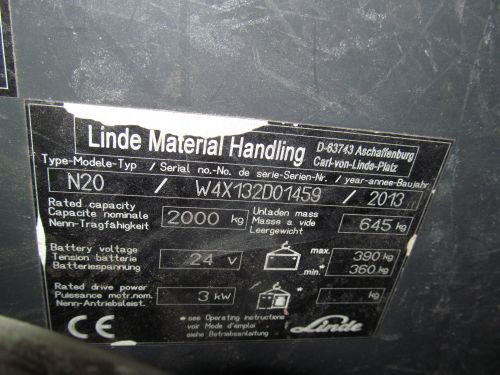 Linde Material Handling
D-63743 Aschaffenburg
Carl-von-Linde-Platz
Type-Modele-Typ / Serial no.-No. de serie-Serien-Nr. / year-annee-Baujahr
N20 / W4X132D01459 / 2013
Rated capacity
Capacite nominale
Nenn-Tragfähigkeit
2000 kg
Unladen mass
Masse a vide
Leergewicht
645 kg
Battery voltage
Tension batterie
Batteriespannung
24 V
max. 390 kg
min.* 360 kg
Rated drive power
Puissance motr.nom.
Nenn-Antriebsleist.
3 kW
kg
* see Operating instructions
voir Mode d'emploi
siehe Betriebsanleitung
CE
Linde